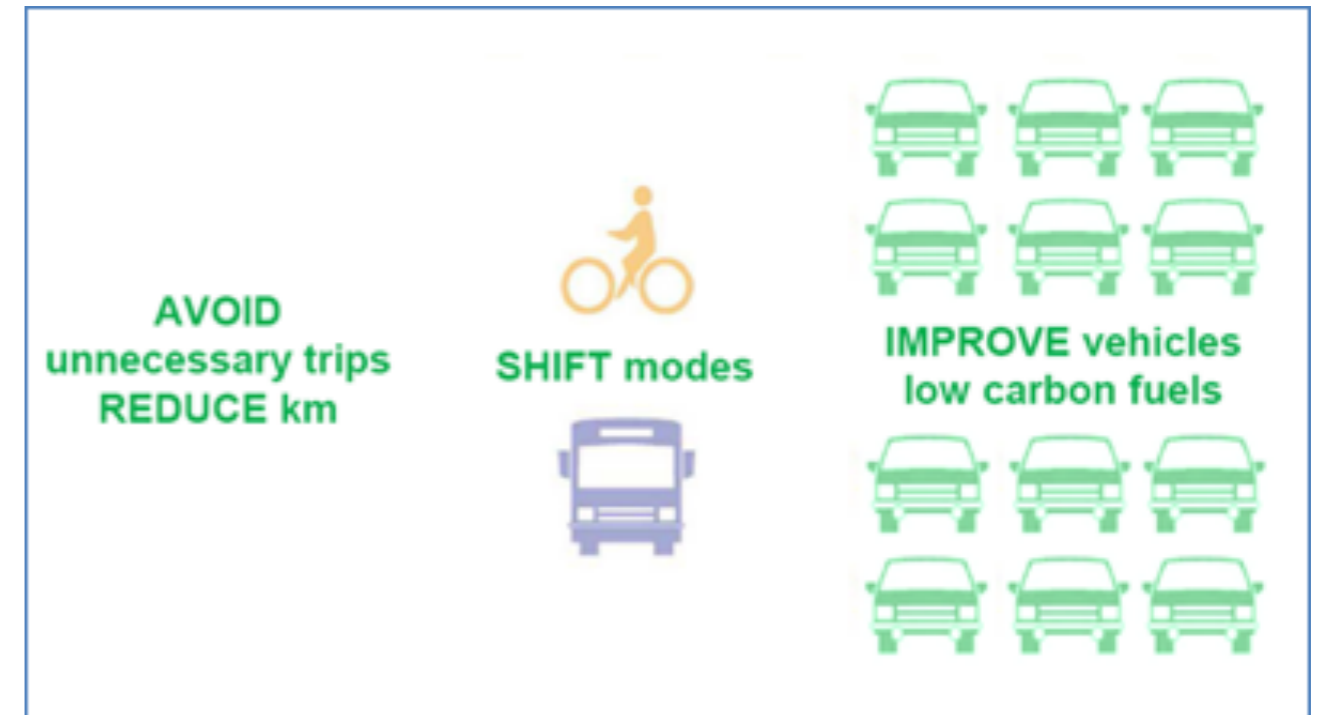 AVOID
unnecessary trips
REDUCE km
SHIFT modes
IMPROVE vehicles
low carbon fuels